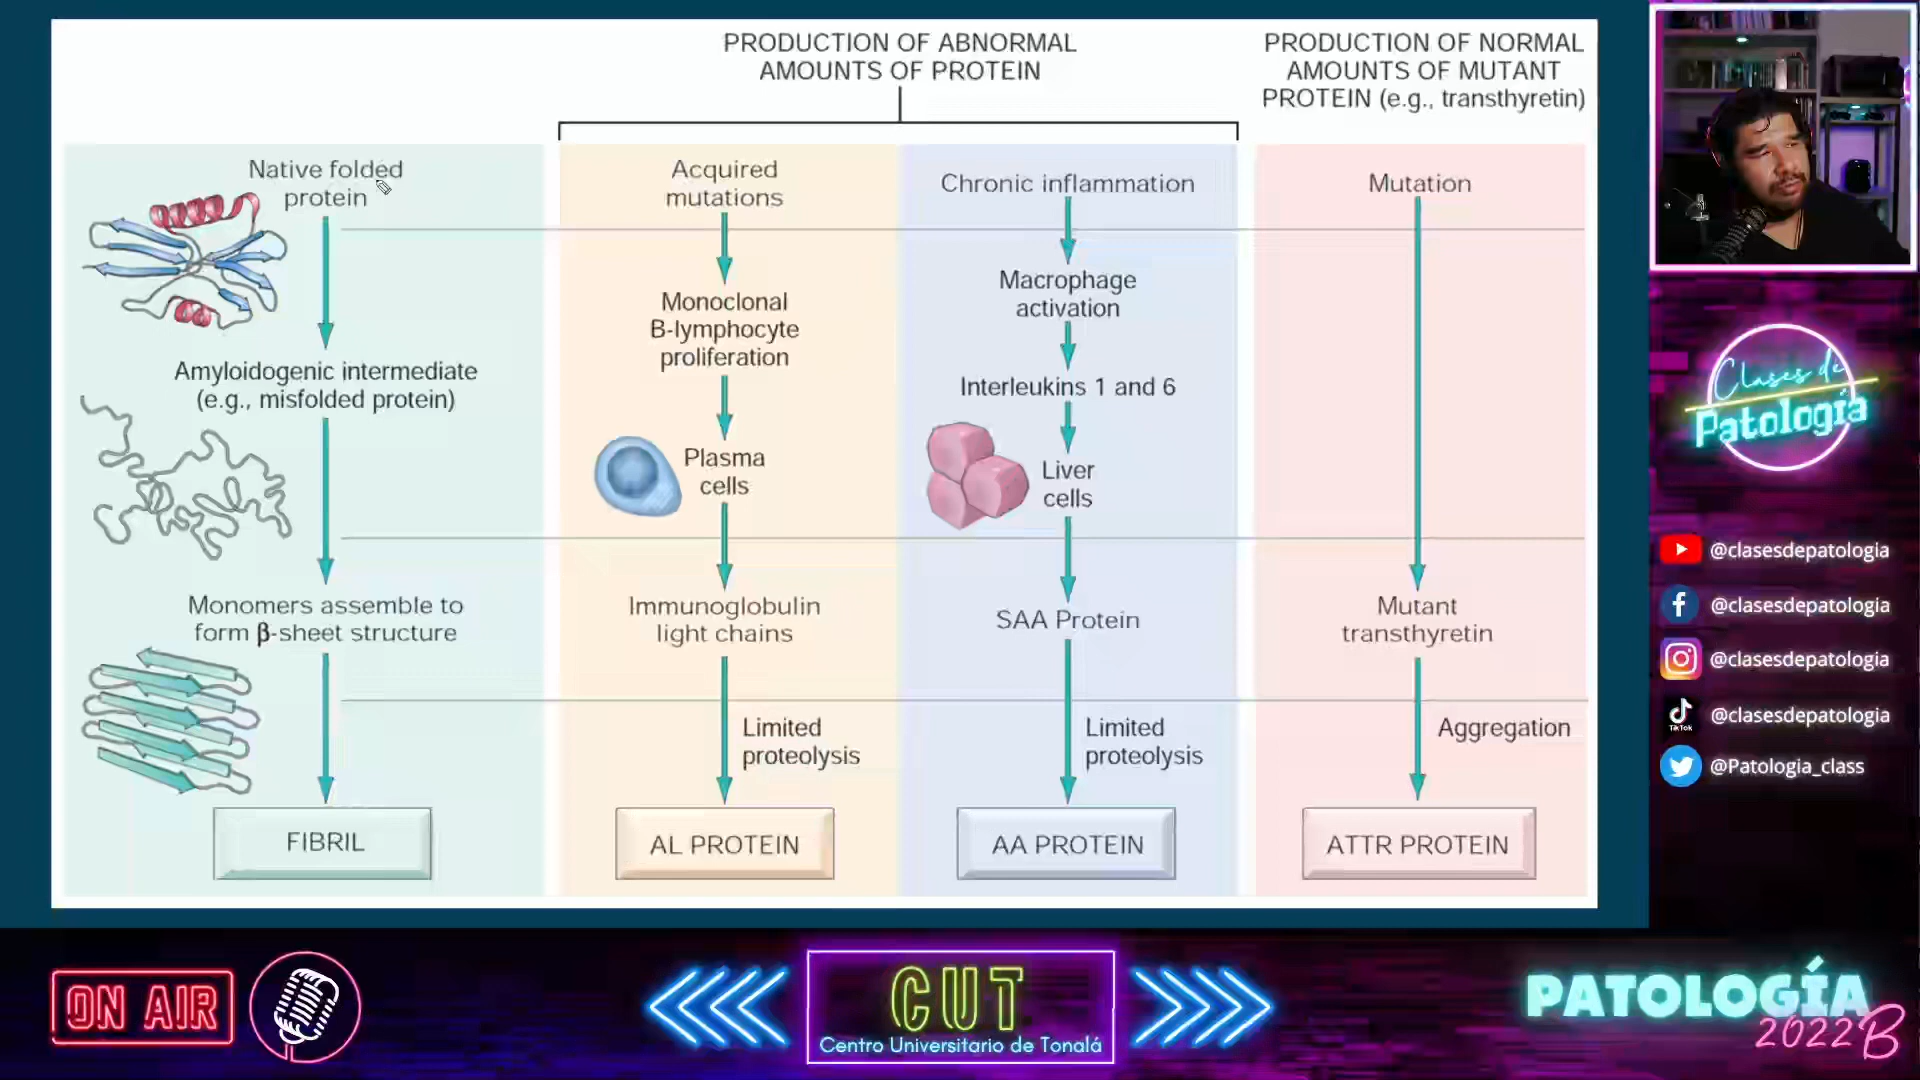 PRODUCTION OF ABNORMAL
AMOUNTS OF PROTEIN
PRODUCTION OF NORMAL
AMOUNTS OF MUTANT
PROTEIN (e.g., transthyretin)
Native folded
protein
Amyloidogenic intermediate
(e.g., misfolded protein)
Monomers assemble to
form β-sheet structure
FIBRIL
Acquired
mutations
Monoclonal
B-lymphocyte
proliferation
Plasma
cells
Immunoglobulin
light chains
Limited
proteolysis
AL PROTEIN
Chronic inflammation
Macrophage
activation
Interleukins 1 and 6
Liver
cells
SAA Protein
Limited
proteolysis
AA PROTEIN
Mutation
Mutant
transthyretin
Aggregation
ATTR PROTEIN
Clases de
Patología
@clasesdepatologia
@clasesdepatologia
@clasesdepatologia
TikTok
@clasesdepatologia
@Patologia_class
ON AIR
CUT
Centro Universitario de Tonalá
PATOLOGÍA
2022B